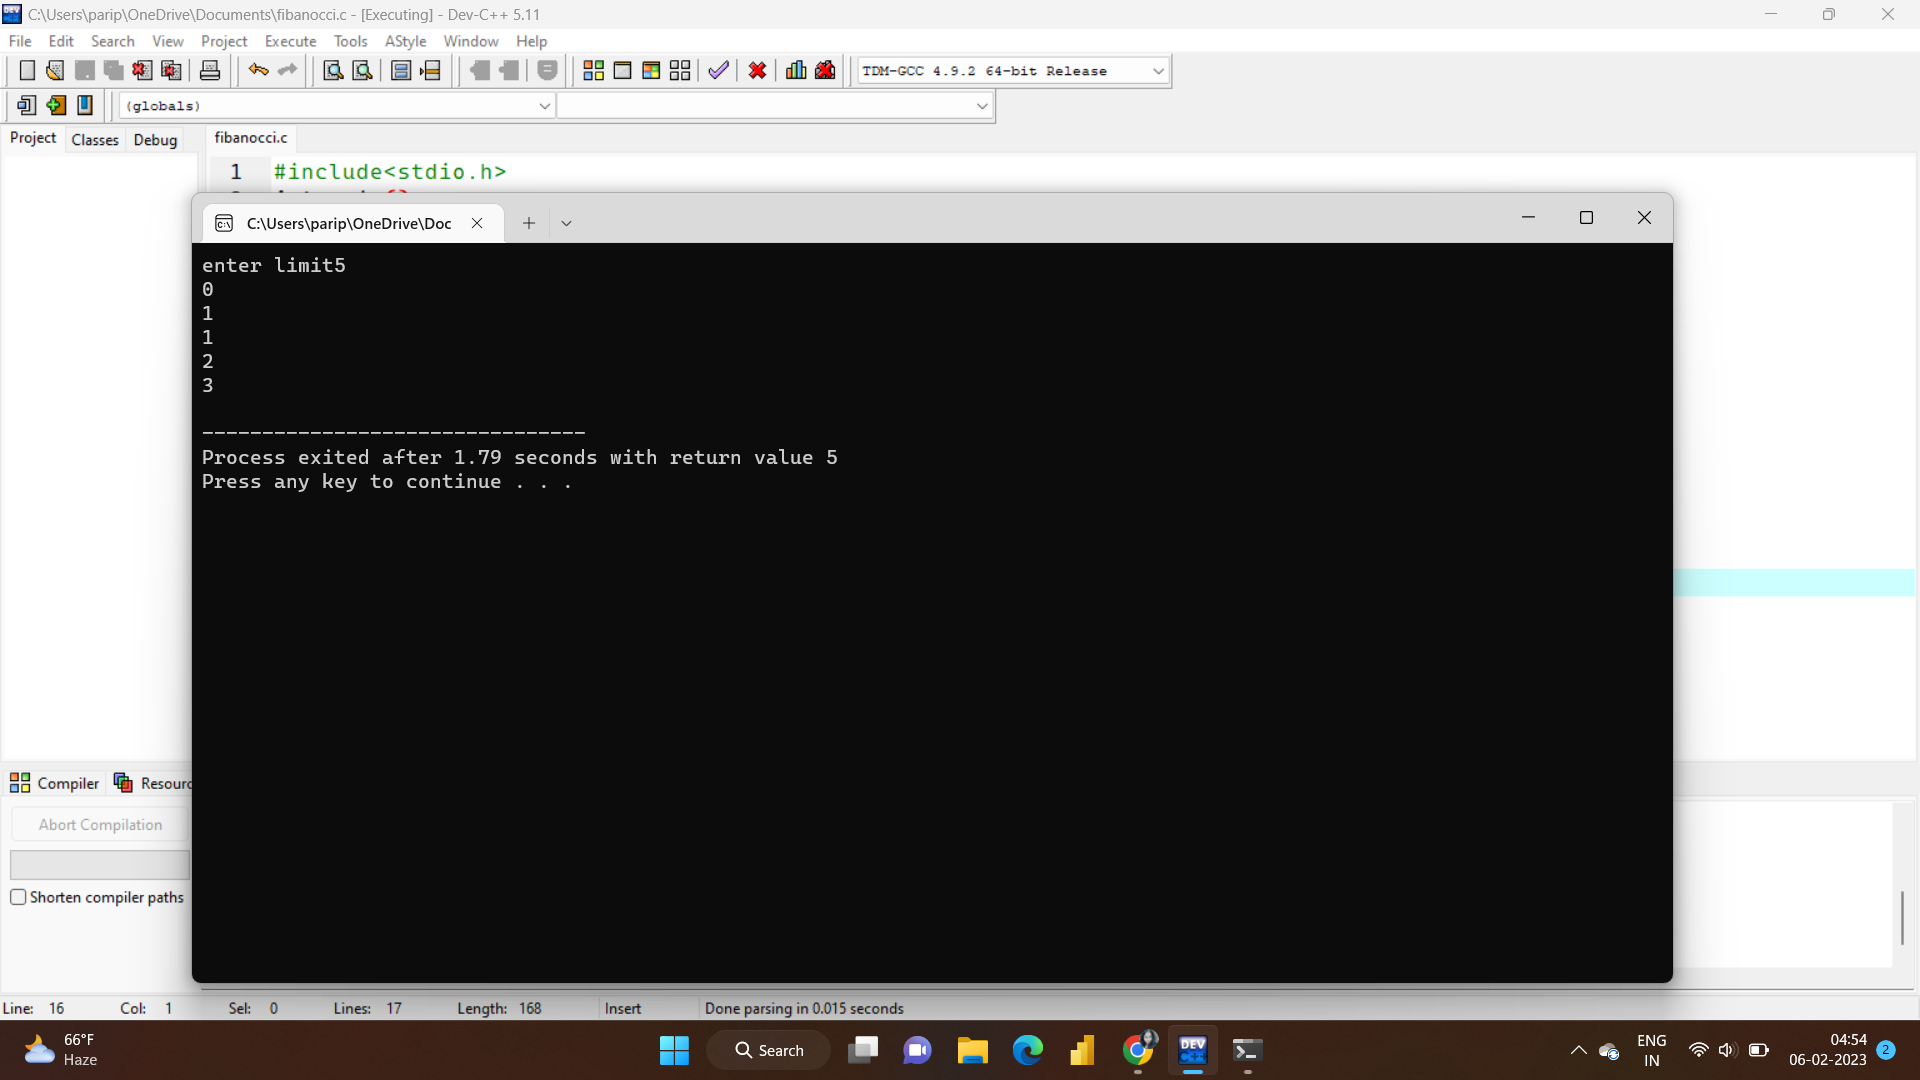 C:\Users\parip\OneDrive\Documents\fibanocci.c - [Executing] - Dev-C++ 5.11
File Edit Search View Project Execute Tools AStyle Window Help
TDM-GCC 4.9.2 64-bit Release
(globals)
Project Classes Debug
fibanocci.c
1 #include<stdio.h>
C:\Users\parip\OneDrive\Doc
enter limit5
0
1
1
2
3
--------------------------------
Process exited after 1.79 seconds with return value 5
Press any key to continue . . .
Compiler Resourc
Abort Compilation
Shorten compiler paths
Line: 16 Col: 1 Sel: 0 Lines: 17 Length: 168 Insert Done parsing in 0.015 seconds
66°F
Haze
Search
DEV
C++
ENG
IN
04:54
06-02-2023
2